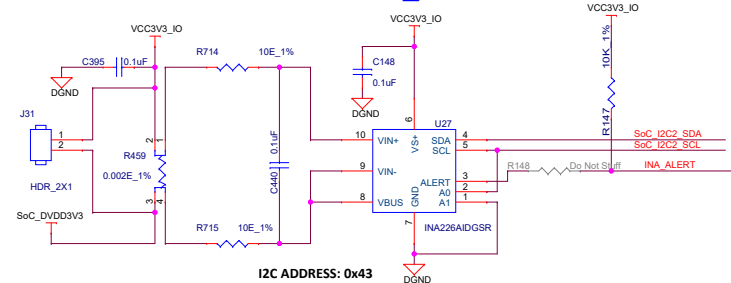 VCC3V3_IO
VCC3V3_IO
VCC3V3_IO
C395
0.1uF
DGND
R714
10E_1%
C148
0.1uF
DGND
10K_1%
R147
J31
1
2
HDR_2X1
2
1
R459
0.002E_1%
3
4
SoC_DVDD3V3
0.1uF
C440
R715
10E_1%
U27
6
VS+
10
VIN+
9
VIN-
8
VBUS
SDA
4
SCL
5
ALERT
3
A0
2
A1
1
GND
7
INA226AIDGSR
DGND
SoC_I2C2_SDA
SoC_I2C2_SCL
R148
Do Not Stuff
INA_ALERT
I2C ADDRESS: 0x43